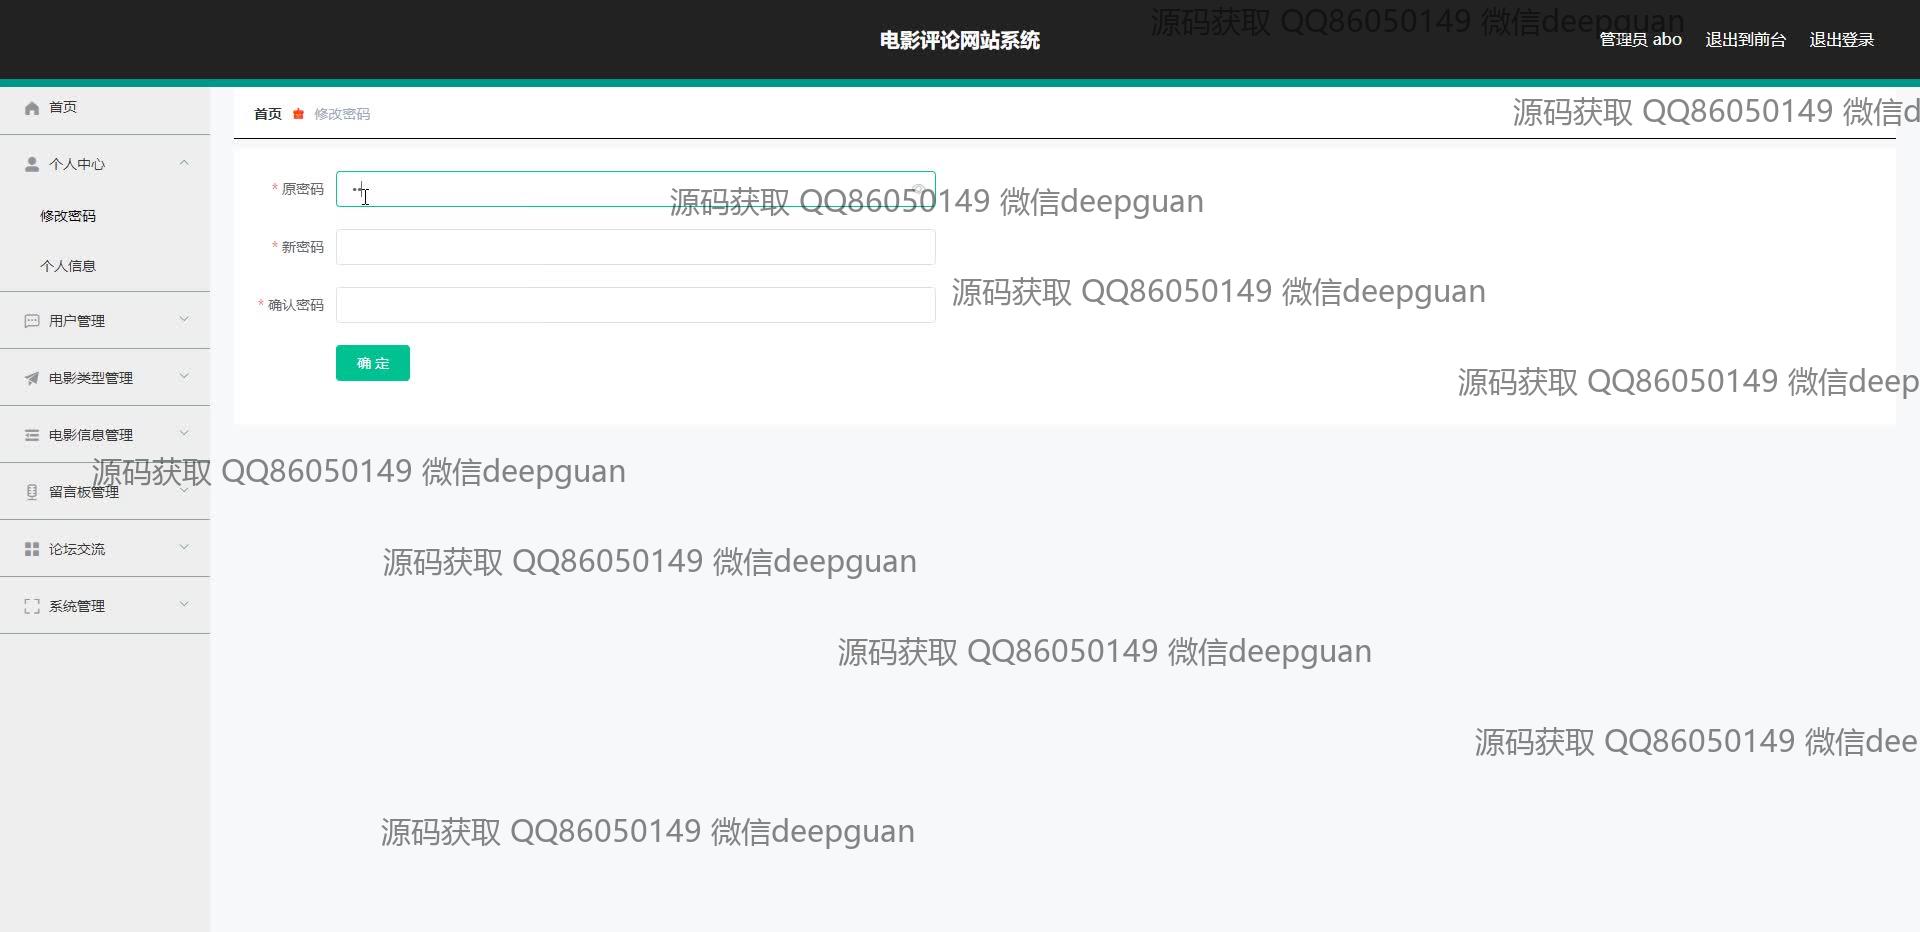 源码获取 QQ86050149 微信deepguan
电影评论网站系统
管理员 abo 退出到前台 退出登录
首页
首页 修改密码
源码获取 QQ86050149 微信d
个人中心
* 原密码
源码获取 QQ86050149 微信deepguan
修改密码
* 新密码
个人信息
源码获取 QQ86050149 微信deepguan
* 确认密码
用户管理
确 定
电影类型管理
源码获取 QQ86050149 微信deep
电影信息管理
源码获取 QQ86050149 微信deepguan
留言板管理
论坛交流
源码获取 QQ86050149 微信deepguan
系统管理
源码获取 QQ86050149 微信deepguan
源码获取 QQ86050149 微信dee
源码获取 QQ86050149 微信deepguan